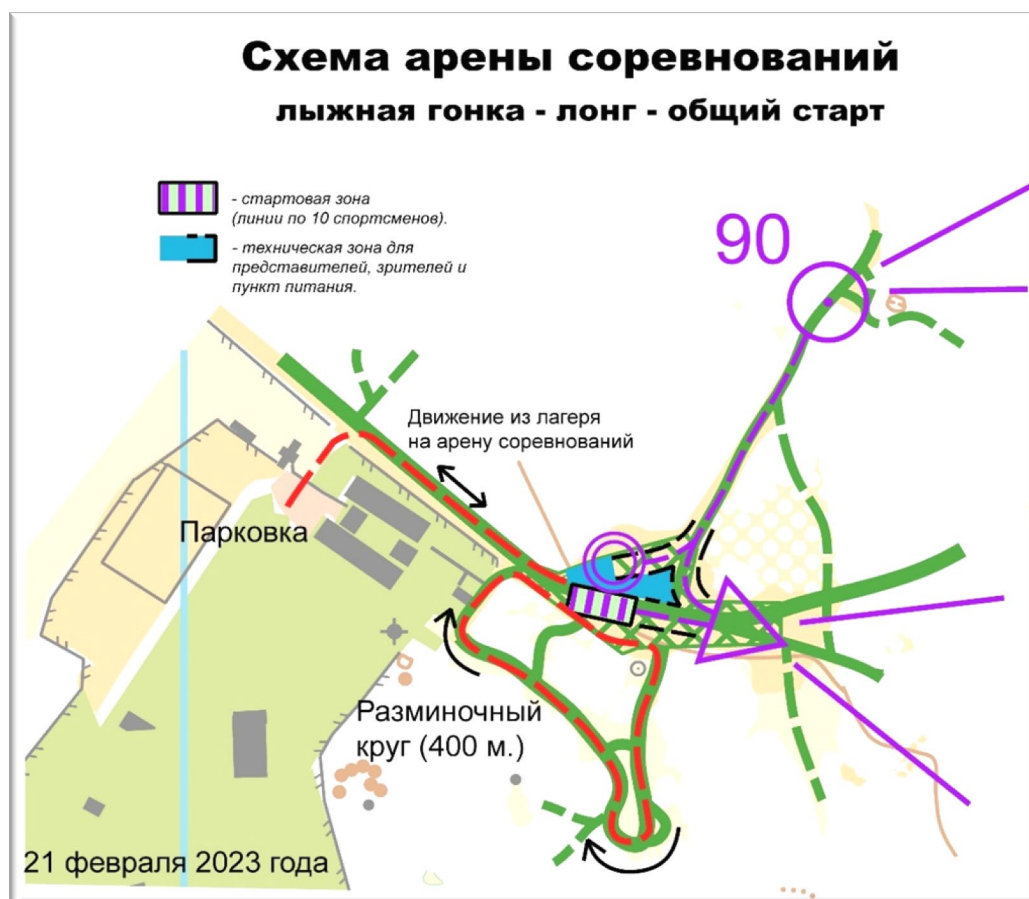 Схема арены соревнований
лыжная гонка - лонг - общий старт
- стартовая зона
(линии по 10 спортсменов).
- техническая зона для
представителей, зрителей и
пункт питания.
90
Движение из лагеря
на арену соревнований
Парковка
Разминочный
круг (400 м.)
21 февраля 2023 года